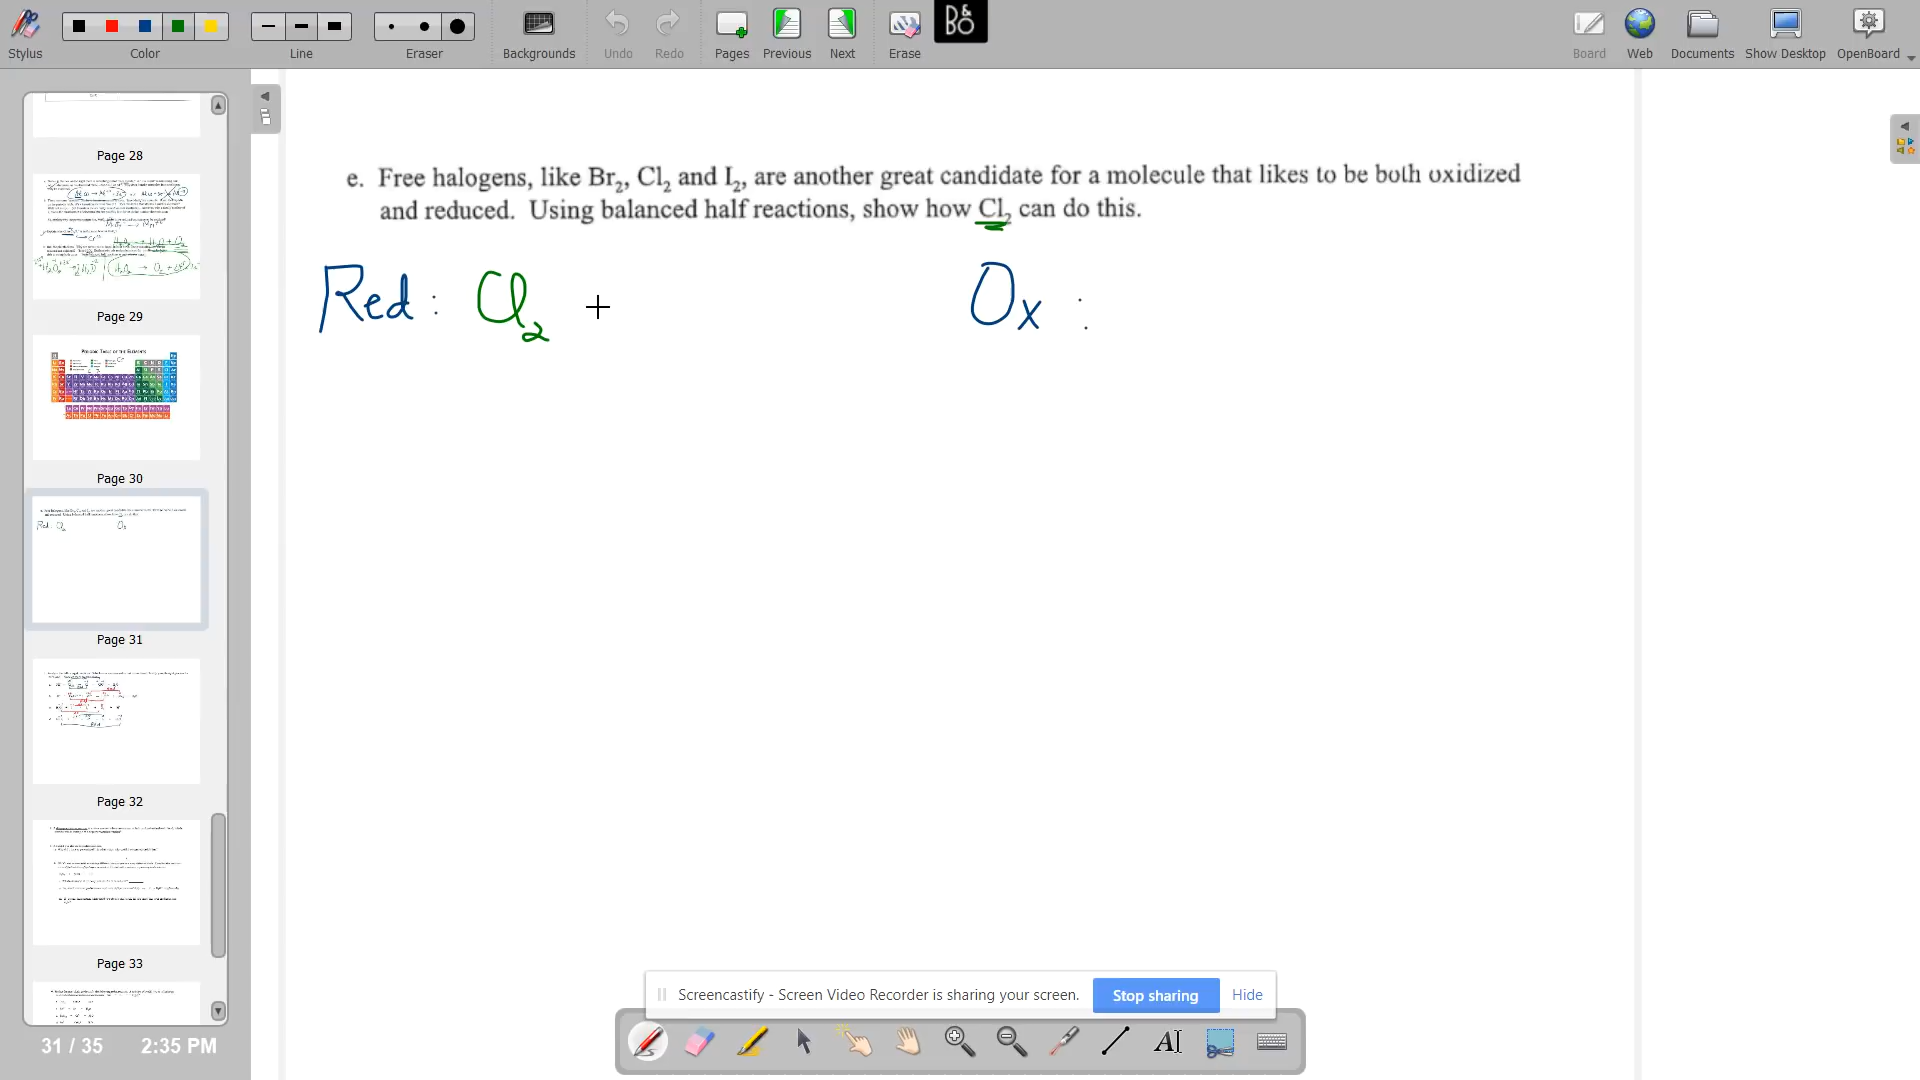 Stylus
Color
Line
Eraser
Backgrounds
Undo
Redo
Pages
Previous
Next
Erase
B&O
Board
Web
Documents
Show Desktop
OpenBoard
Page 28
Page 29
Page 30
Page 31
Page 32
Page 33
31 / 35 2:35 PM
e. Free halogens, like Br₂, Cl₂ and I₂, are another great candidate for a molecule that likes to be both oxidized
and reduced. Using balanced half reactions, show how Cl₂ can do this.
Red: Cl₂
Ox :
Screencastify - Screen Video Recorder is sharing your screen.
Stop sharing
Hide